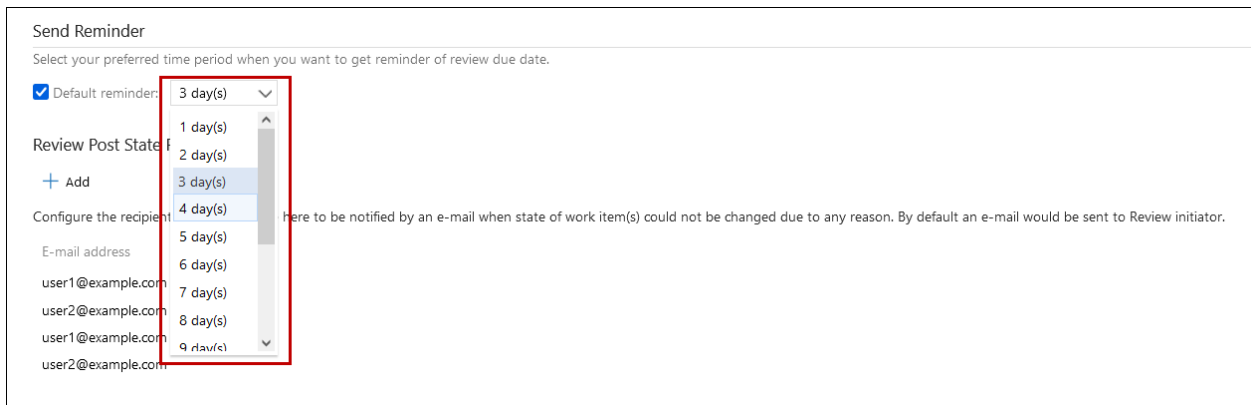 Send Reminder
Select your preferred time period when you want to get reminder of review due date.
Default reminder: 3 day(s)
1 day(s)
Review Post State
2 day(s)
Add
3 day(s)
4 day(s)
Configure the recipient here to be notified by an e-mail when state of work item(s) could not be changed due to any reason. By default an e-mail would be sent to Review initiator.
5 day(s)
E-mail address
6 day(s)
user1@example.com
7 day(s)
user2@example.com
8 day(s)
user1@example.com
9 day(s)
user2@example.com